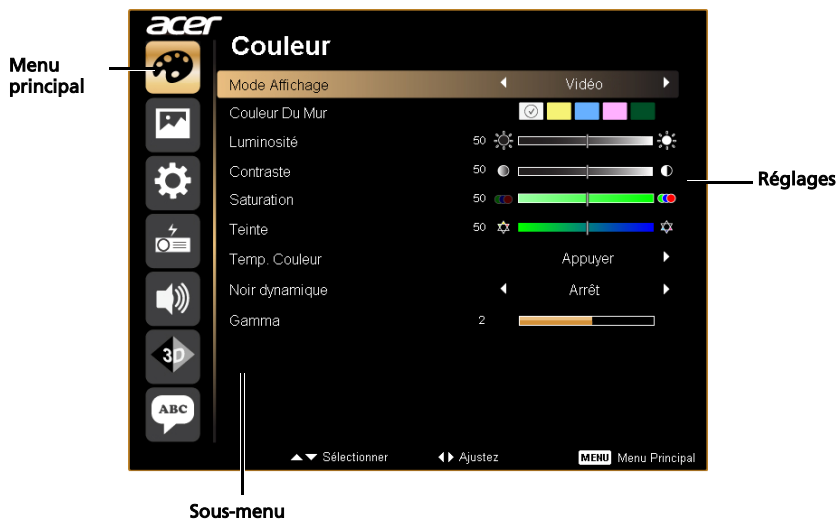 acer
Couleur
Menu
principal
Mode Affichage Vidéo
Couleur Du Mur
Luminosité 50
Contraste 50
Réglages
Saturation 50
Teinte 50
Temp. Couleur Appuyer
Noir dynamique Arrêt
Gamma 2
3D
ABC
Sélectionner Ajustez MENU Menu Principal
Sous-menu